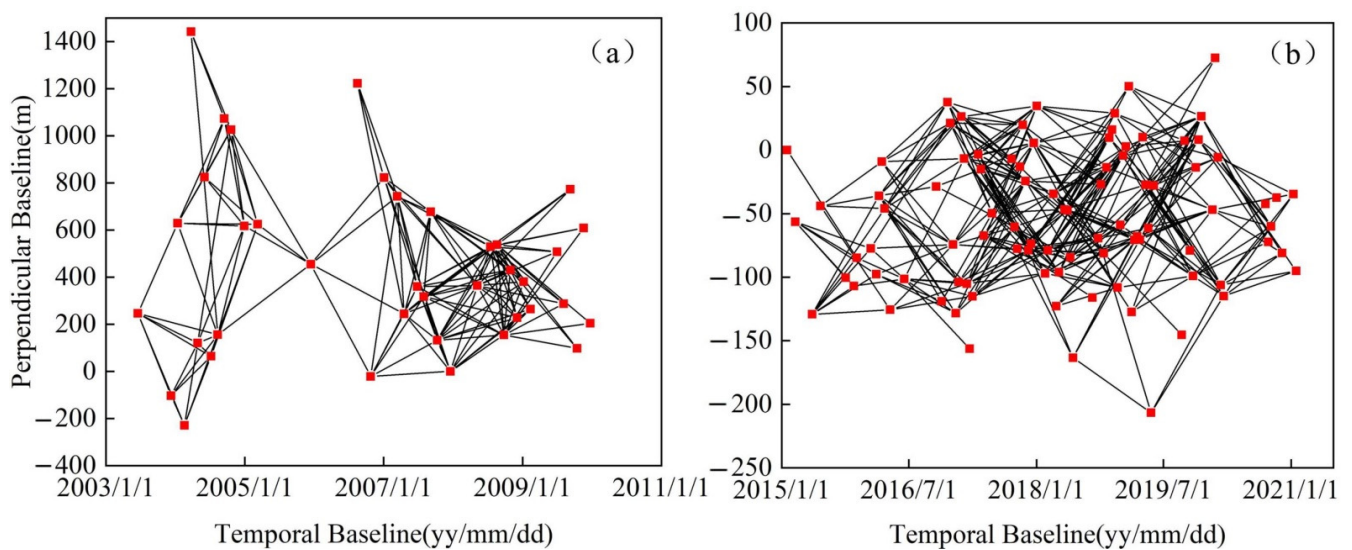 (a)
1400
1200
1000
800
600
400
200
0
−200
−400
Perpendicular Baseline(m)
2003/1/1 2005/1/1 2007/1/1 2009/1/1 2011/1/1
Temporal Baseline(yy/mm/dd)
(b)
100
50
0
−50
−100
−150
−200
−250
2015/1/1 2016/7/1 2018/1/1 2019/7/1 2021/1/1
Temporal Baseline(yy/mm/dd)